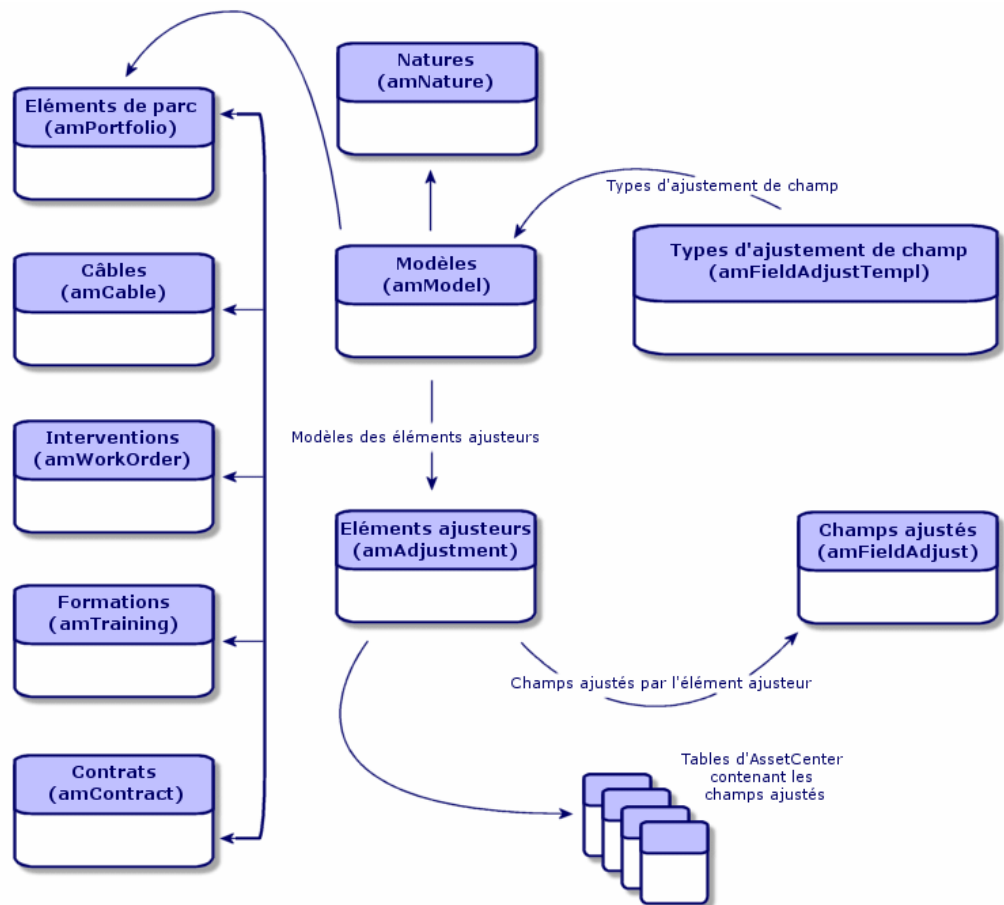 Natures
(amNature)
Eléments de parc
(amPortfolio)
Types d'ajustement de champ
Types d'ajustement de champ
(amFieldAdjustTempl)
Modèles
(amModel)
Câbles
(amCable)
Modèles des éléments ajusteurs
Interventions
(amWorkOrder)
Eléments ajusteurs
(amAdjustment)
Champs ajustés
(amFieldAdjust)
Formations
(amTraining)
Champs ajustés par l'élément ajusteur
Contrats
(amContract)
Tables d'AssetCenter
contenant les
champs ajustés